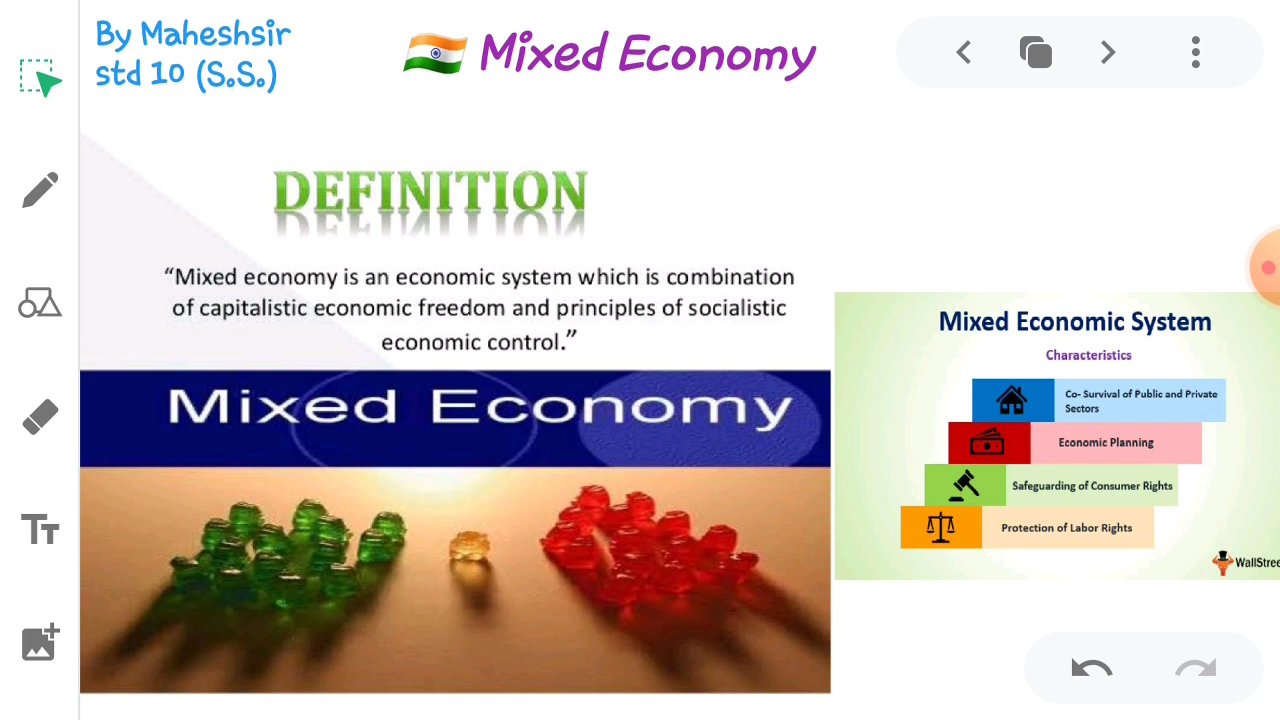 By Maheshsir
std 10 (S.S.)
🇮🇳 Mixed Economy
DEFINITION
“Mixed economy is an economic system which is combination
of capitalistic economic freedom and principles of socialistic
economic control.”
Mixed Economy
Mixed Economic System
Characteristics
Co- Survival of Public and Private
Sectors
Economic Planning
Safeguarding of Consumer Rights
Protection of Labor Rights
WallStree
Tт